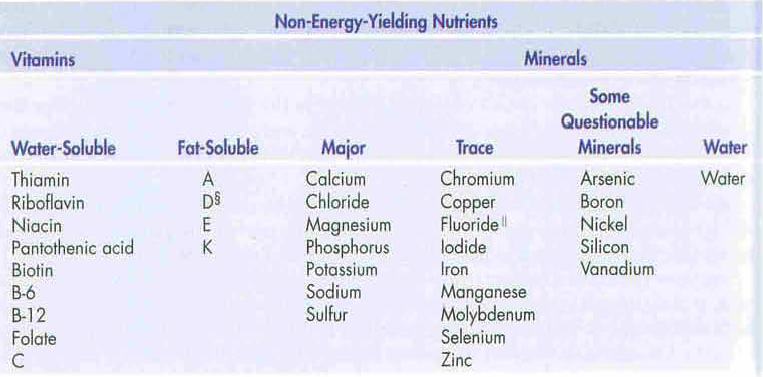 Non-Energy-Yielding Nutrients
Vitamins Minerals
Some
Questionable
Water-Soluble Fat-Soluble Major Trace Minerals Water
Thiamin A Calcium Chromium Arsenic Water
Riboflavin D§ Chloride Copper Boron
Niacin E Magnesium Fluoride|| Nickel
Pantothenic acid K Phosphorus Iodide Silicon
Biotin Potassium Iron Vanadium
B-6 Sodium Manganese
B-12 Sulfur Molybdenum
Folate Selenium
C Zinc